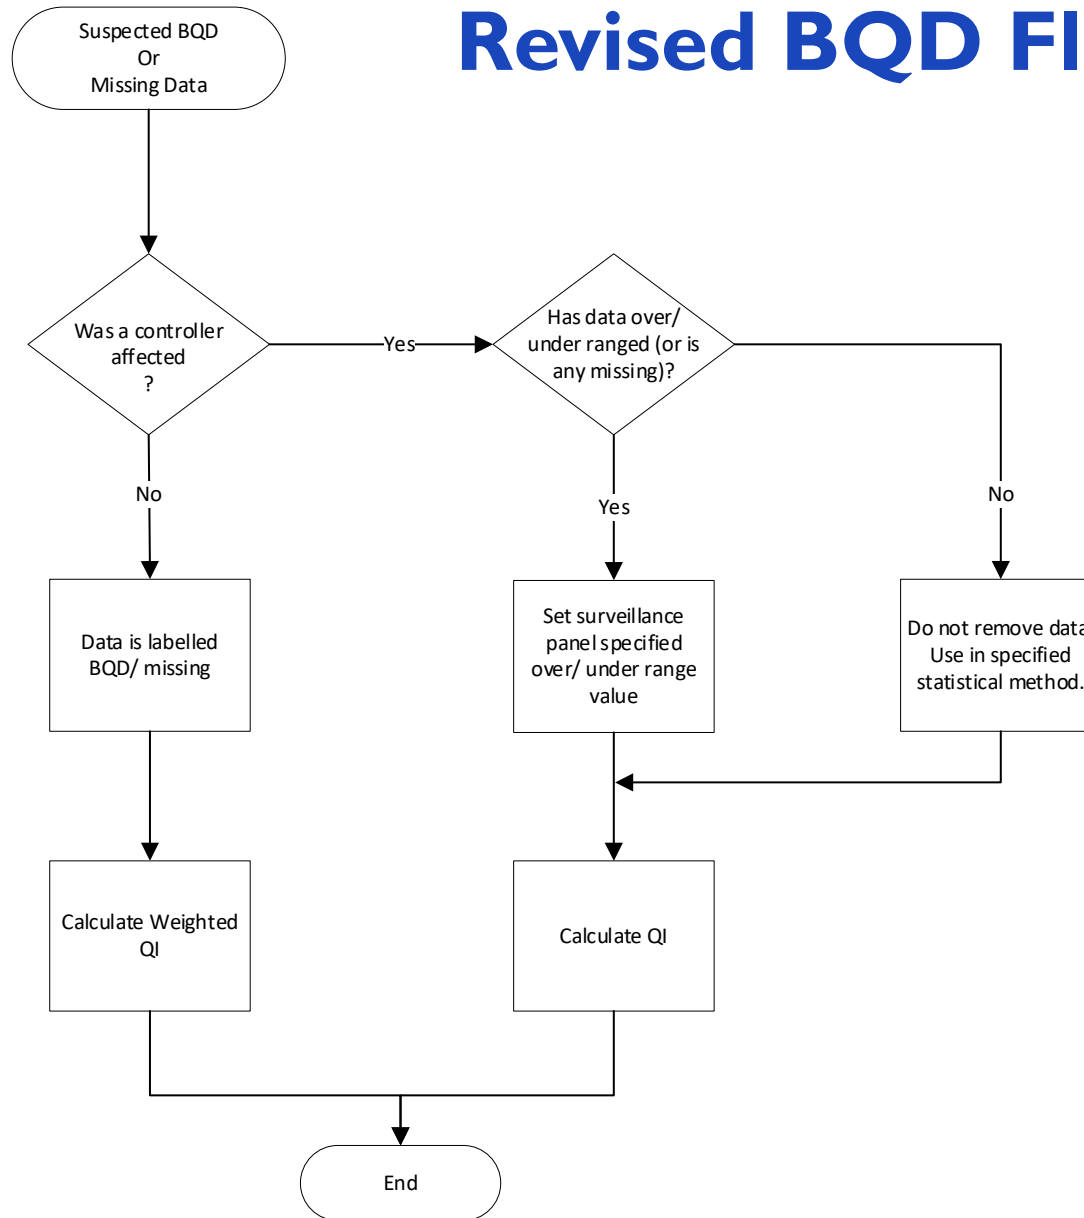 Revised BQD Fl
Suspected BQD
Or
Missing Data
Was a controller
affected
?
Yes
Has data over/
under ranged (or is
any missing)?
No
Yes
No
Data is labelled
BQD/ missing
Set surveillance
panel specified
over/ under range
value
Do not remove data
Use in specified
statistical method.
Calculate Weighted
QI
Calculate QI
End